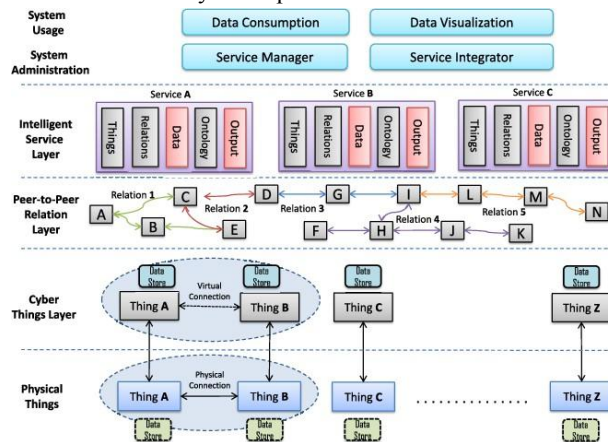 System
Usage
Data Consumption
Data Visualization
System
Administration
Service Manager
Service Integrator
Service A
Service B
Service C
Intelligent
Service
Layer
Things
Relations
Data
Ontology
Output
Things
Relations
Data
Ontology
Output
Things
Relations
Data
Ontology
Output
Peer-to-Peer
Relation
Layer
Relation 1
Relation 2
Relation 3
Relation 4
Relation 5
A
B
C
D
E
G
F
H
I
J
L
K
M
N
Cyber
Things Layer
Data
Store
Data
Store
Data
Store
Data
Store
Thing A
Virtual
Connection
Thing B
Thing C
Thing Z
Physical
Things
Thing A
Physical
Connection
Thing B
Thing C
Thing Z
Data
Store
Data
Store
Data
Store
Data
Store